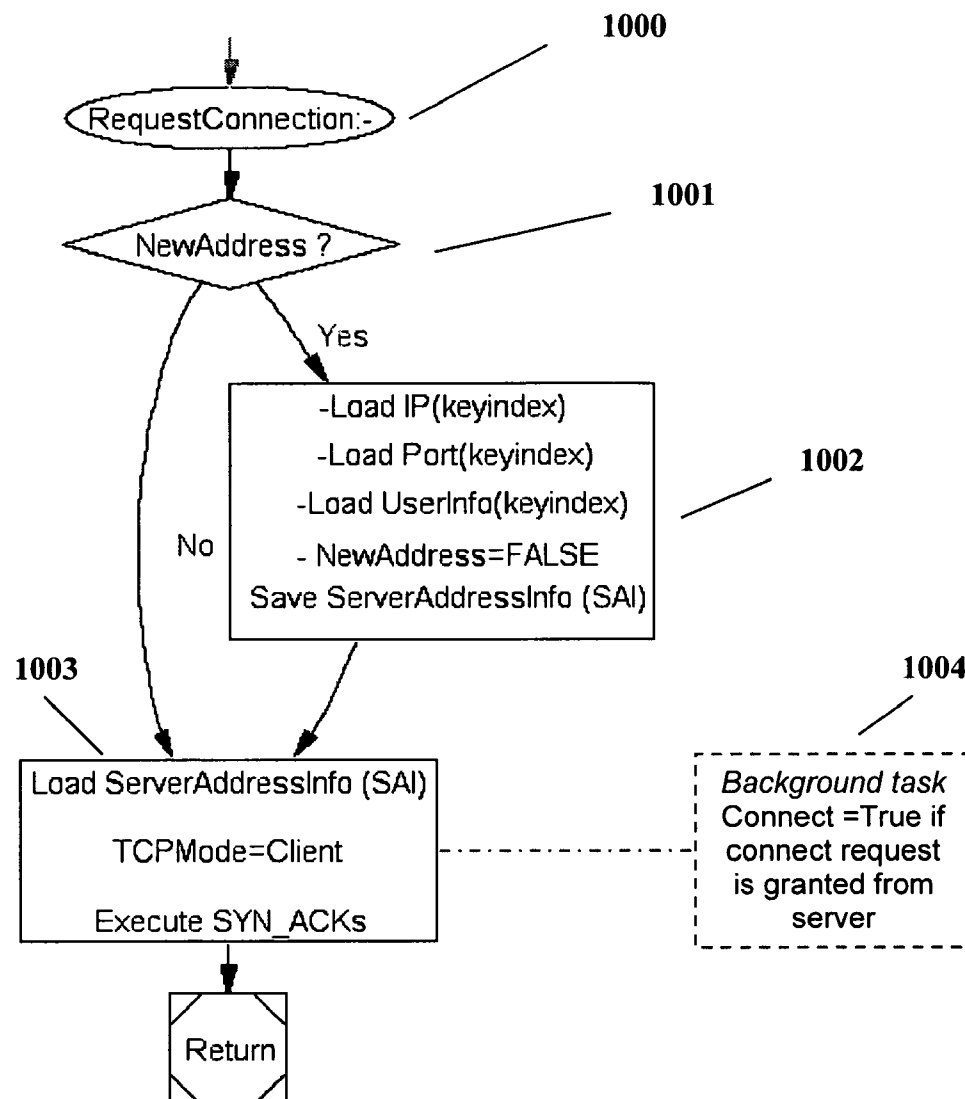 1000
RequestConnection:-
1001
NewAddress ?
Yes
-Load IP(keyindex)
-Load Port(keyindex)
-Load UserInfo(keyindex)
- NewAddress=FALSE
Save ServerAddressInfo (SAI)
1002
No
1003
Load ServerAddressInfo (SAI)
TCPMode=Client
Execute SYN_ACKs
1004
Background task
Connect =True if
connect request
is granted from
server
Return